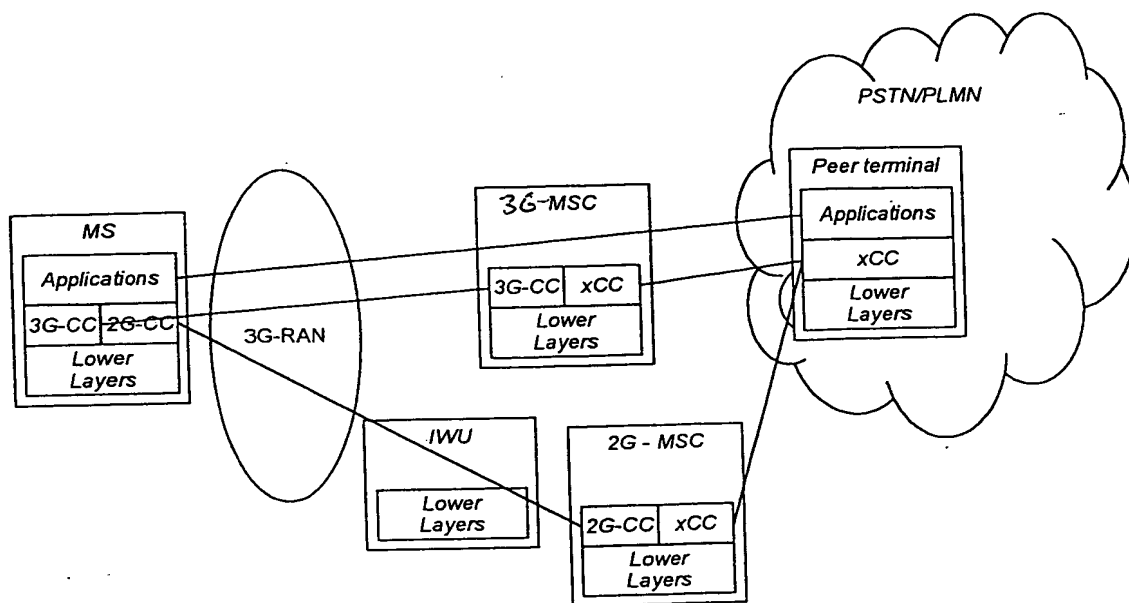 PSTN/PLMN
Peer terminal
Applications
xCC
Lower
Layers
3G-MSC
3G-CC xCC
Lower
Layers
MS
Applications
3G-CC 2G-CC
Lower
Layers
3G-RAN
IWU
Lower
Layers
2G - MSC
2G-CC xCC
Lower
Layers